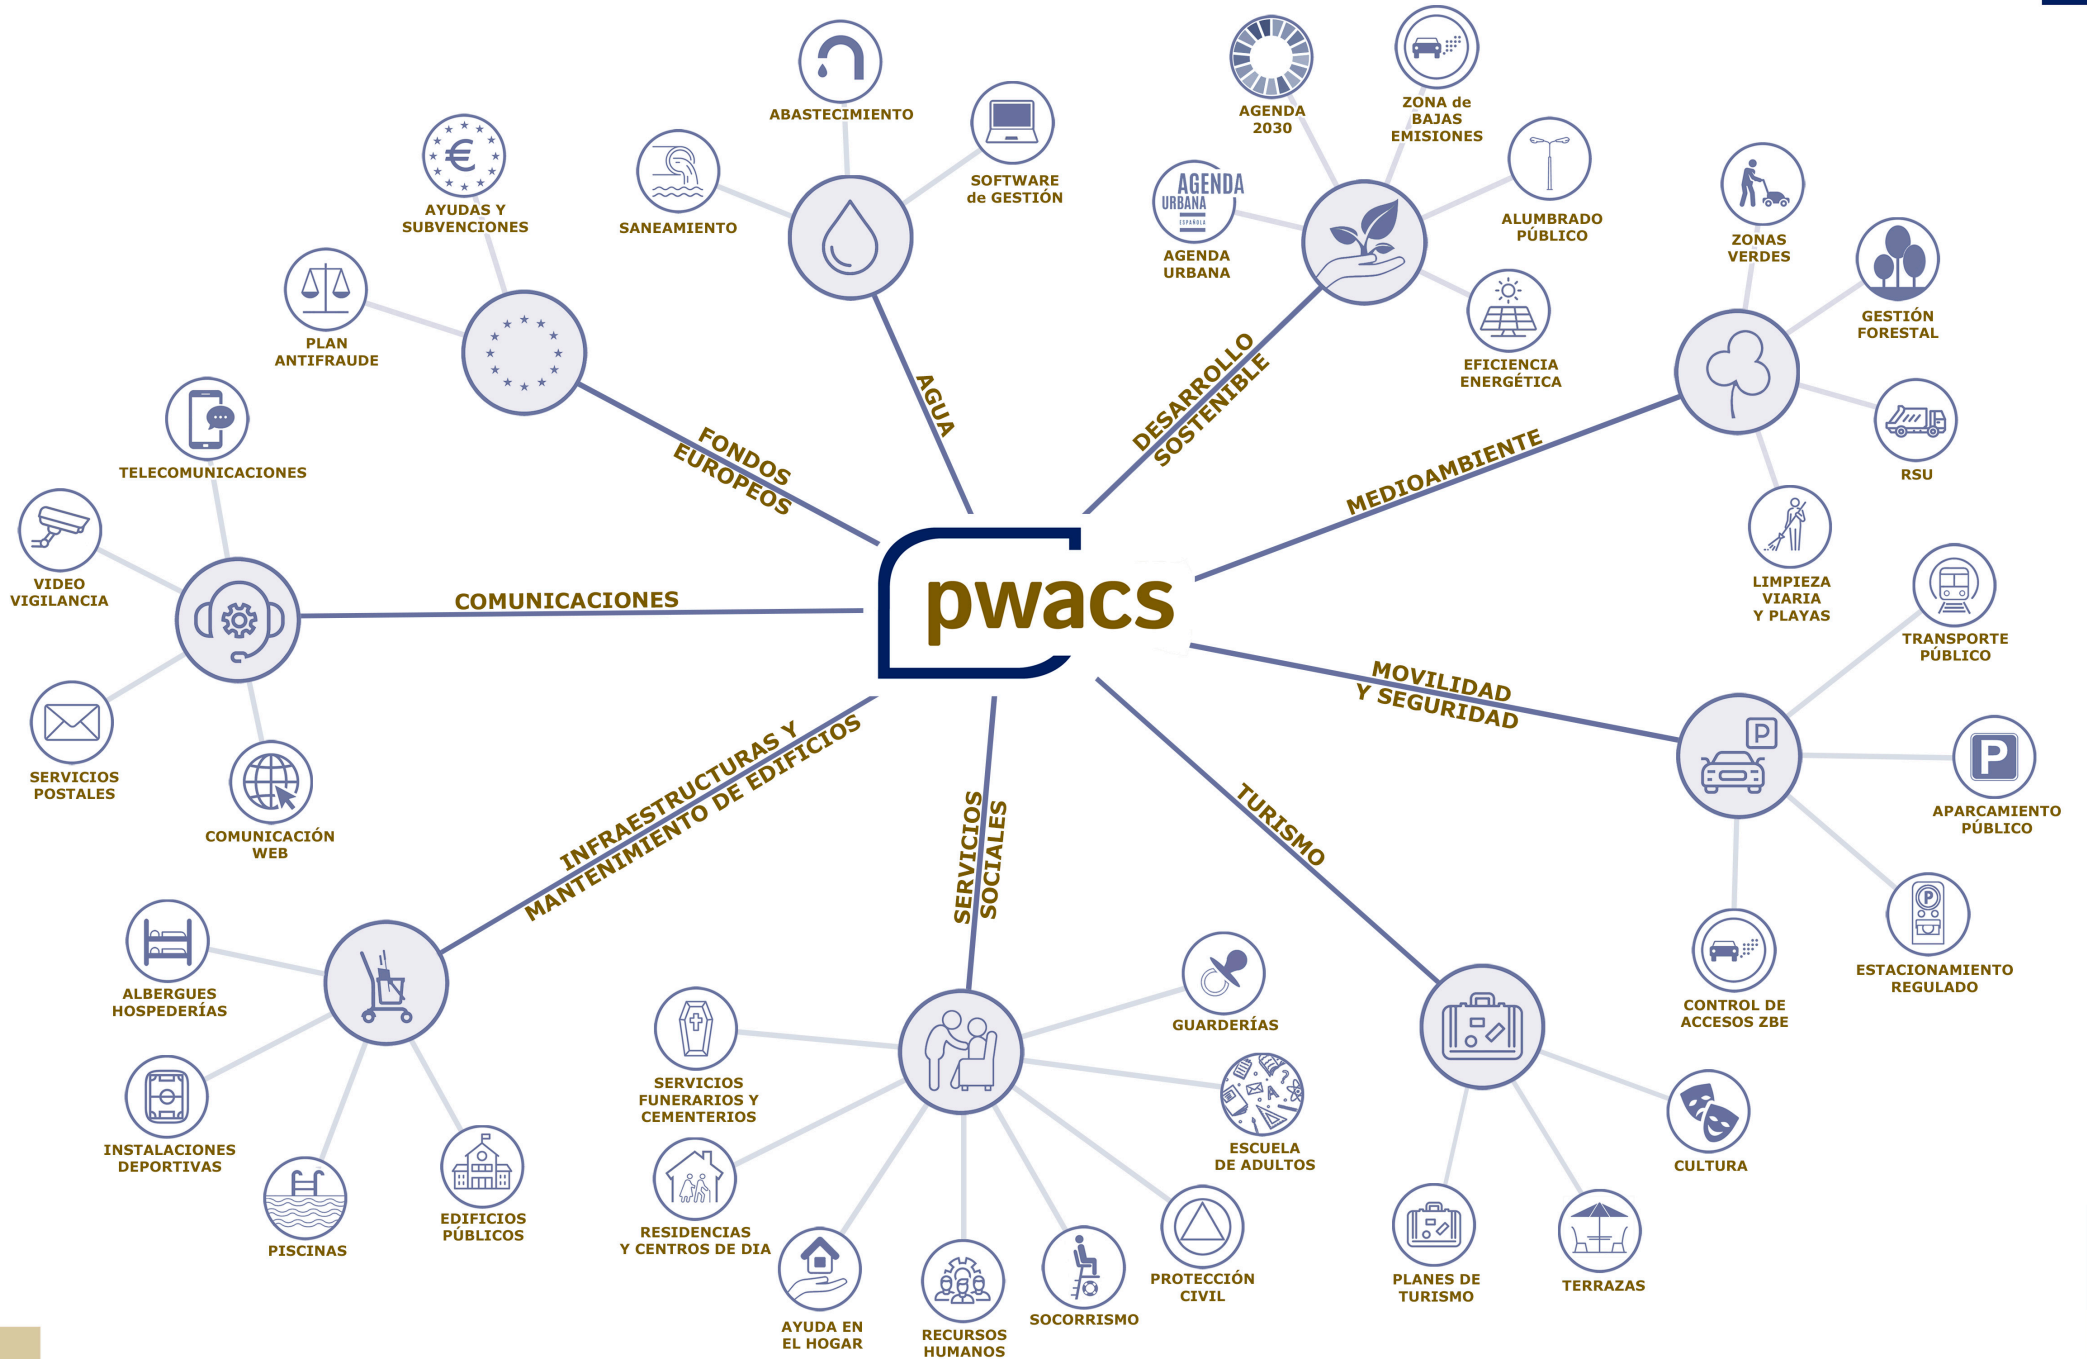 ABASTECIMIENTO
SOFTWARE
de GESTIÓN
SANEAMIENTO
AGUA
AGENDA
2030
ZONA de
BAJAS
EMISIONES
AGENDA
URBANA
ESPAÑOLA
AGENDA
URBANA
ALUMBRADO
PÚBLICO
EFICIENCIA
ENERGÉTICA
DESARROLLO
SOSTENIBLE
ZONAS
VERDES
GESTIÓN
FORESTAL
RSU
LIMPIEZA
VIARIA
Y PLAYAS
MEDIOAMBIENTE
€
AYUDAS Y
SUBVENCIONES
PLAN
ANTIFRAUDE
FONDOS
EUROPEOS
TELECOMUNICACIONES
VIDEO
VIGILANCIA
SERVICIOS
POSTALES
COMUNICACIÓN
WEB
COMUNICACIONES
pwacs
TRANSPORTE
PÚBLICO
P
P
APARCAMIENTO
PÚBLICO
P
ESTACIONAMIENTO
REGULADO
CONTROL DE
ACCESOS ZBE
MOVILIDAD
Y SEGURIDAD
INFRAESTRUCTURAS Y
MANTENIMIENTO DE EDIFICIOS
ALBERGUES
HOSPEDERÍAS
INSTALACIONES
DEPORTIVAS
PISCINAS
EDIFICIOS
PÚBLICOS
SERVICIOS
SOCIALES
SERVICIOS
FUNERARIOS Y
CEMENTERIOS
RESIDENCIAS
Y CENTROS DE DIA
AYUDA EN
EL HOGAR
RECURSOS
HUMANOS
SOCORRISMO
PROTECCIÓN
CIVIL
A
?
ESCUELA
DE ADULTOS
GUARDERÍAS
TURISMO
CULTURA
TERRAZAS
PLANES DE
TURISMO